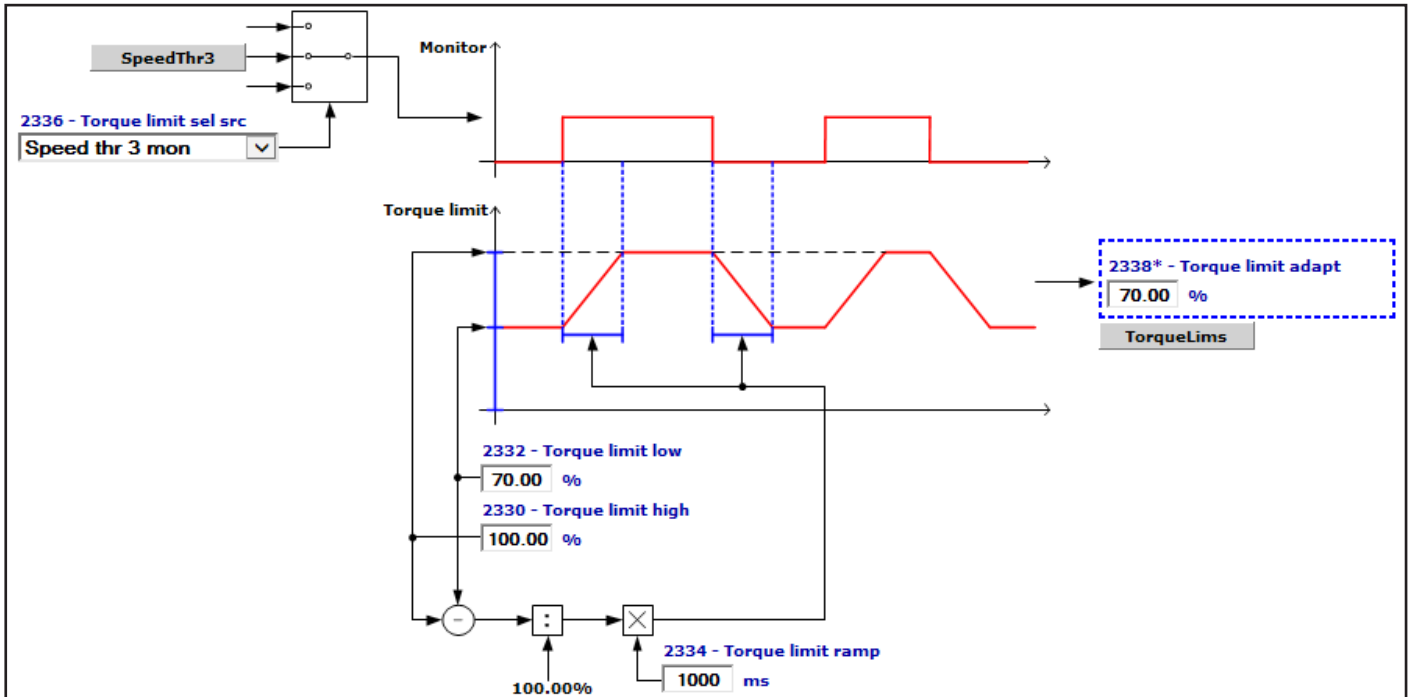 Monitor
SpeedThr3
2336 - Torque limit sel src
Speed thr 3 mon
Torque limit
2338* - Torque limit adapt
70.00 %
TorqueLims
2332 - Torque limit low
70.00 %
2330 - Torque limit high
100.00 %
-
:
2334 - Torque limit ramp
1000 ms
100.00%